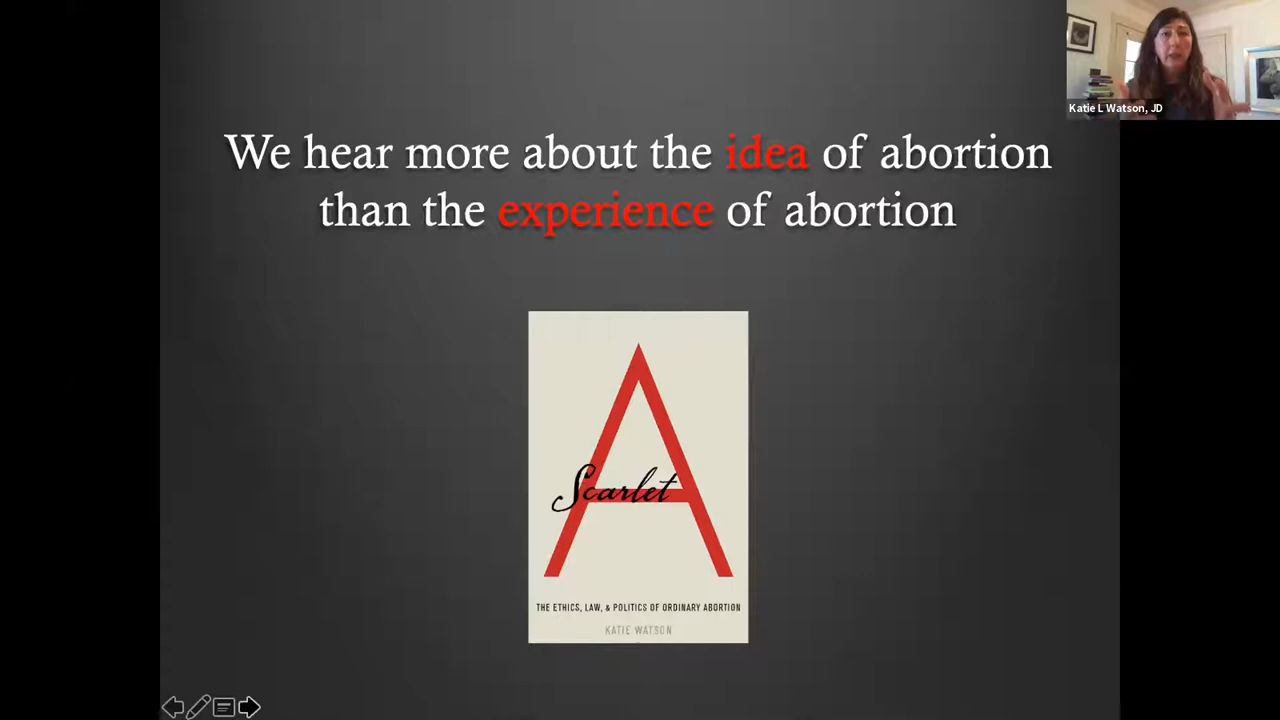 Katie L Watson, JD
We hear more about the idea of abortion
than the experience of abortion
Scarlet
A
THE ETHICS, LAW, & POLITICS OF ORDINARY ABORTION
KATIE WATSON